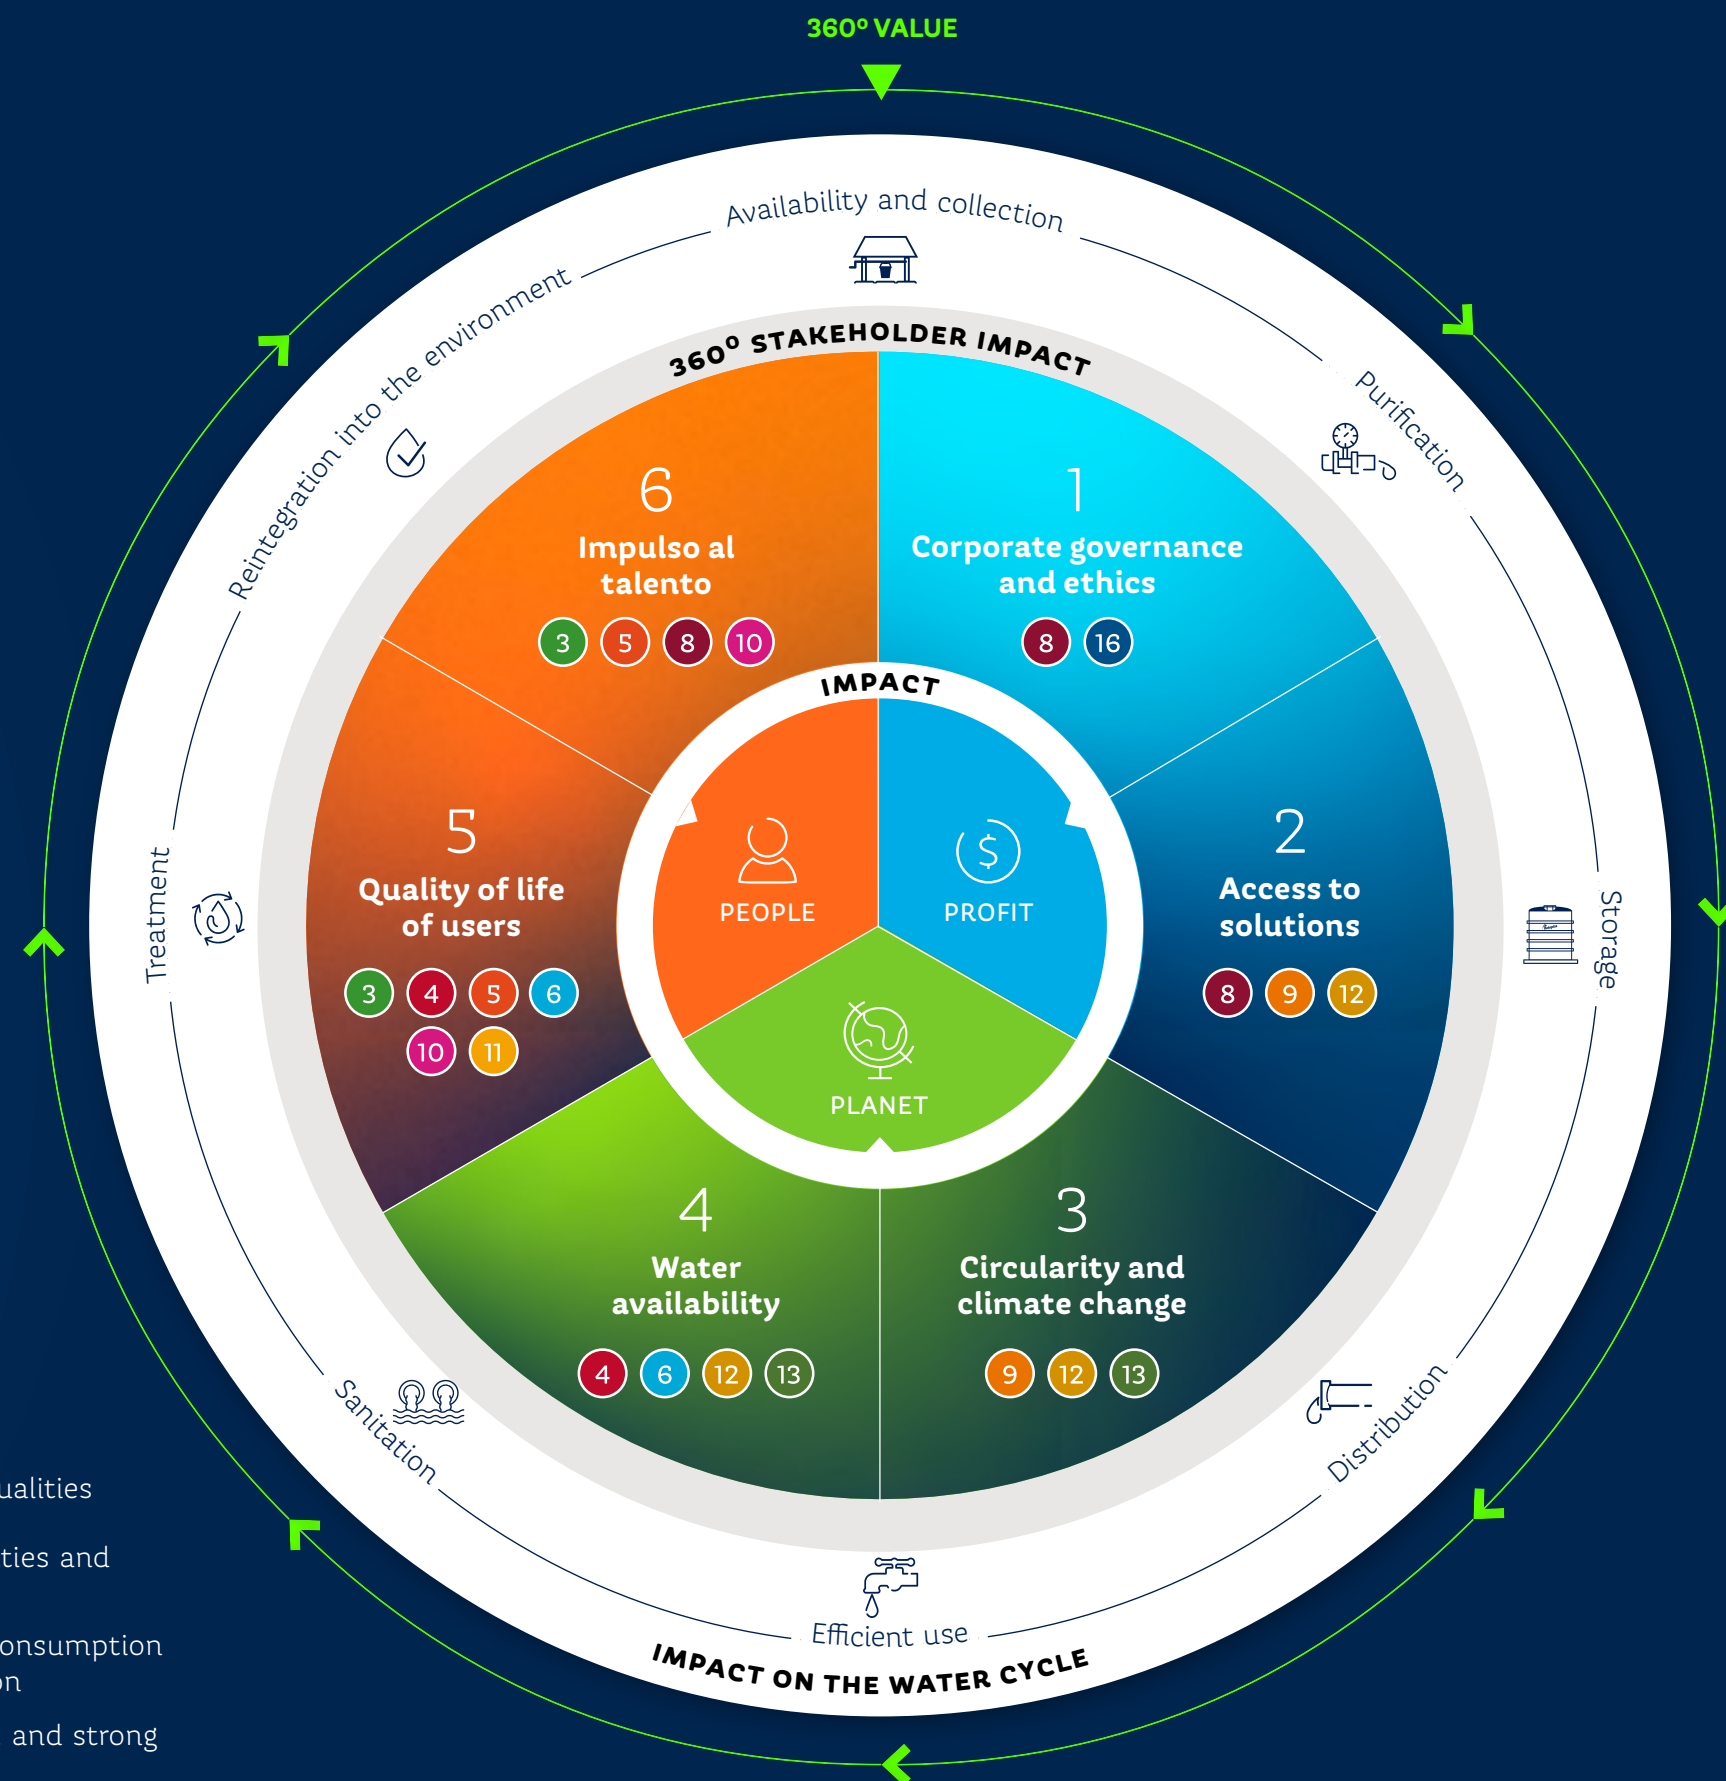 360º VALUE
Availability and collection
Purification
Storage
Distribution
Efficient use
Sanitation
Treatment
Reintegration into the environment
IMPACT ON THE WATER CYCLE
360º STAKEHOLDER IMPACT
1
Corporate governance
and ethics
8 16
2
Access to
solutions
8 9 12
3
Circularity and
climate change
9 12 13
4
Water
availability
4 6 12 13
5
Quality of life
of users
3 4 5 6
10 11
6
Impulso al
talento
3 5 8 10
IMPACT
PEOPLE
$
PROFIT
PLANET
ualities
ties and
onsumption
on
and strong